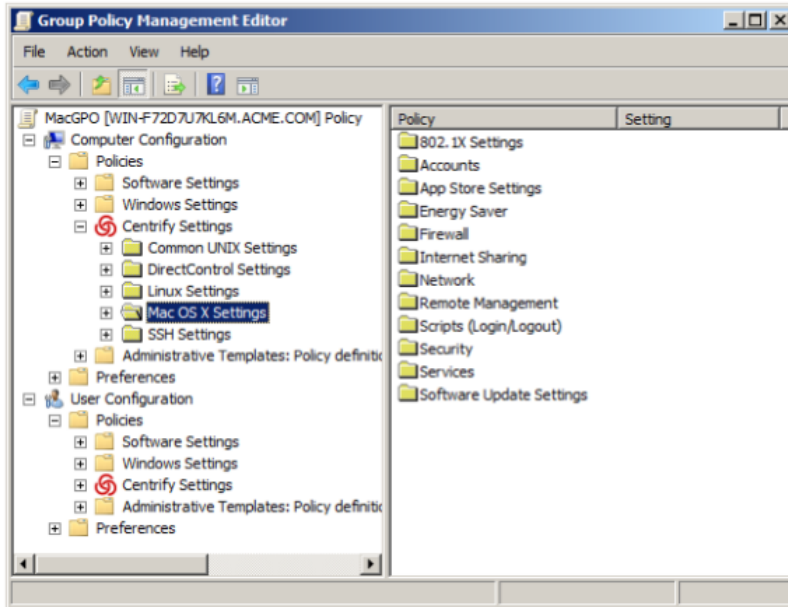 Group Policy Management Editor
File Action View Help
MacGPO [WIN-F72D7U7KL6M.ACME.COM] Policy
Computer Configuration
Policies
Software Settings
Windows Settings
Centrify Settings
Common UNIX Settings
DirectControl Settings
Linux Settings
Mac OS X Settings
SSH Settings
Administrative Templates: Policy definitio
Preferences
User Configuration
Policies
Software Settings
Windows Settings
Centrify Settings
Administrative Templates: Policy definitio
Preferences
Policy Setting
802.1X Settings
Accounts
App Store Settings
Energy Saver
Firewall
Internet Sharing
Network
Remote Management
Scripts (Login/Logout)
Security
Services
Software Update Settings